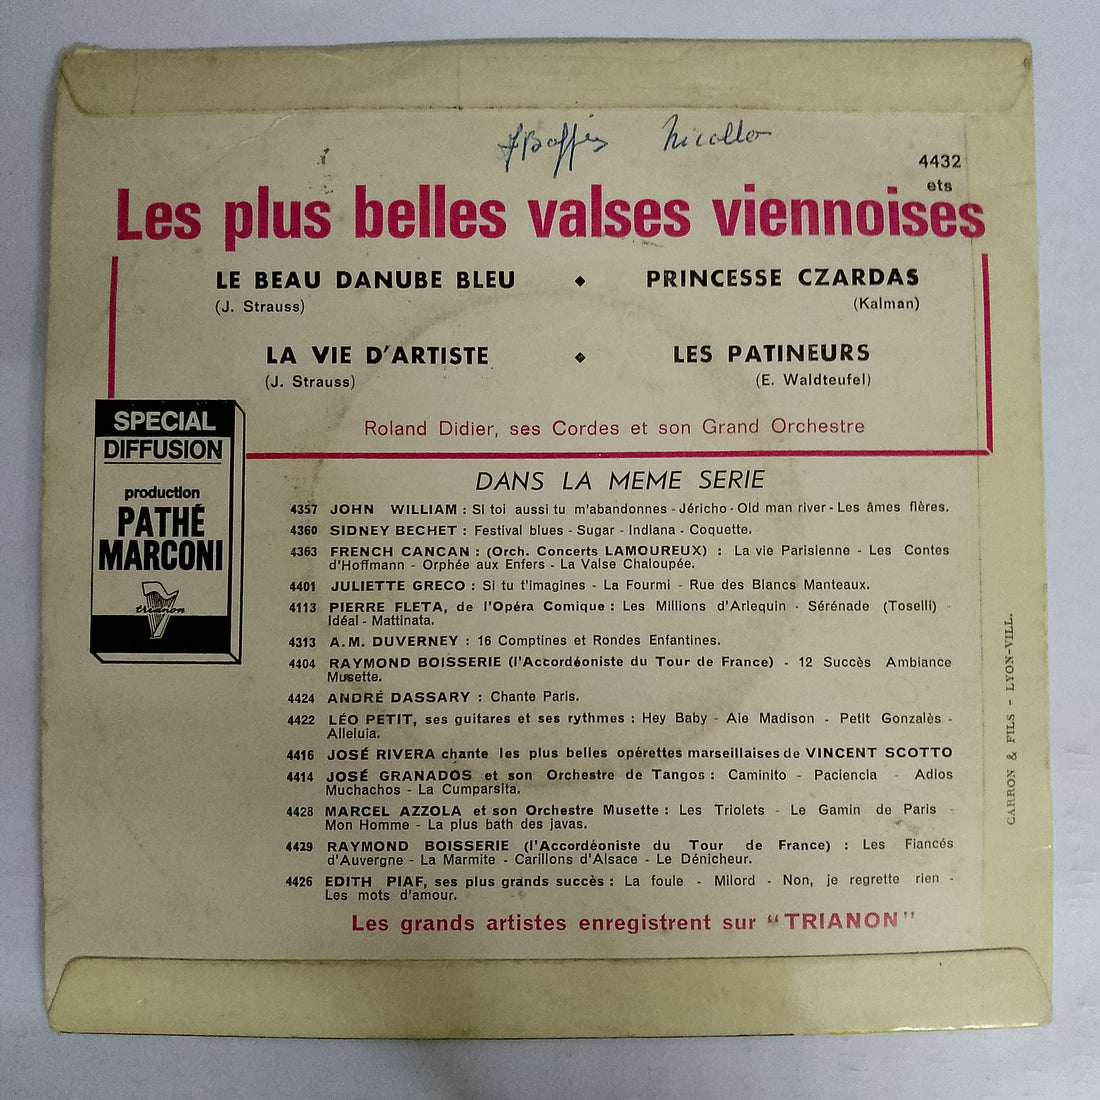 Nicollo
4432
ets
Les plus belles valses viennoises
LE BEAU DANUBE BLEU ◆ PRINCESSE CZARDAS
(J. Strauss) (Kalman)
LA VIE D'ARTISTE ◆ LES PATINEURS
(J. Strauss) (E. Waldteufel)
Roland Didier, ses Cordes et son Grand Orchestre
SPECIAL
DIFFUSION
production
PATHÉ
MARCONI
trianon
DANS LA MEME SERIE
4357 JOHN WILLIAM : Si toi aussi tu m'abandonnes - Jéricho - Old man river - Les âmes fières.
4360 SIDNEY BECHET : Festival blues - Sugar - Indiana - Coquette.
4363 FRENCH CANCAN : (Orch. Concerts LAMOUREUX) : La vie Parisienne - Les Contes
d'Hoffmann - Orphée aux Enfers - La Valse Chaloupée.
4401 JULIETTE GRECO : Si tu t'imagines - La Fourmi - Rue des Blancs Manteaux.
4113 PIERRE FLETA, de l'Opéra Comique : Les Millions d'Arlequin - Sérénade (Toselli) -
Idéal - Mattinata.
4313 A.M. DUVERNEY : 16 Comptines et Rondes Enfantines.
4404 RAYMOND BOISSERIE (l'Accordéoniste du Tour de France) - 12 Succès Ambiance
Musette.
4424 ANDRÉ DASSARY : Chante Paris.
4422 LÉO PETIT, ses guitares et ses rythmes : Hey Baby - Aie Madison - Petit Gonzalès -
Alleluia.
4416 JOSÉ RIVERA chante les plus belles opérettes marseillaises de VINCENT SCOTTO
4414 JOSÉ GRANADOS et son Orchestre de Tangos : Caminito - Paciencia - Adios
Muchachos - La Cumparsita.
4428 MARCEL AZZOLA et son Orchestre Musette : Les Triolets - Le Gamin de Paris -
Mon Homme - La plus bath des javas.
4429 RAYMOND BOISSERIE (l'Accordéoniste du Tour de France) : Les Fiancés
d'Auvergne - La Marmite - Carillons d'Alsace - Le Dénicheur.
4426 EDITH PIAF, ses plus grands succès : La foule - Milord - Non, je regrette rien -
Les mots d'amour.
Les grands artistes enregistrent sur "TRIANON"
CARRON & FILS - LYON-VILL.